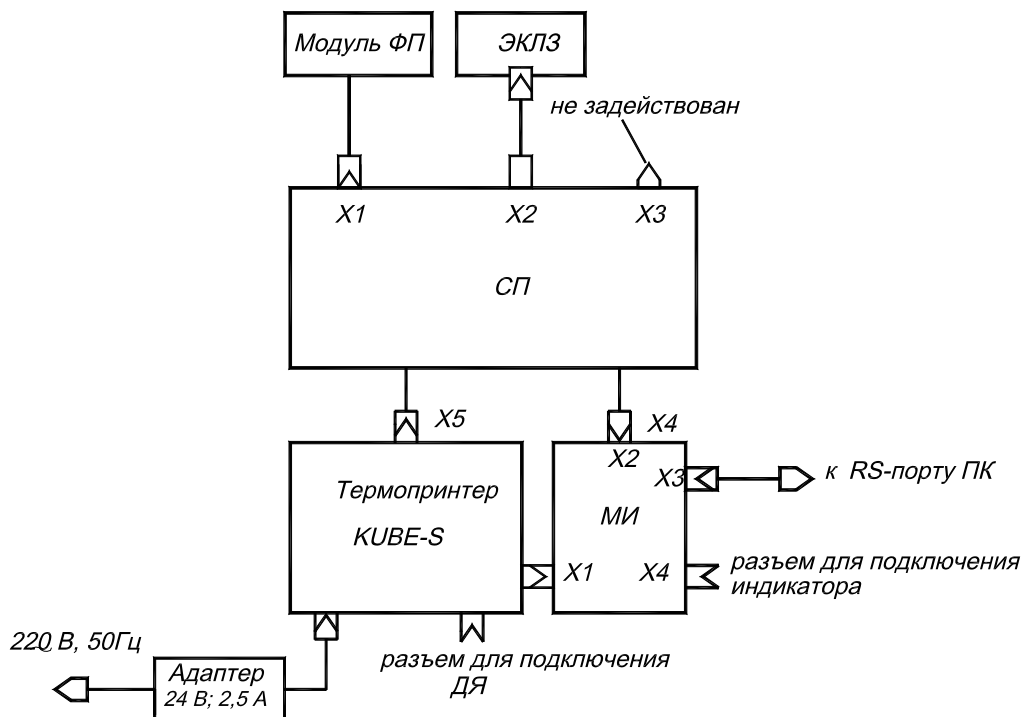 Модуль ФП
ЭКЛЗ
не задействован
X1
X2
X3
СП
X5
X4
X2
X3
к RS-порту ПК
Термопринтер
KUBE-S
МИ
X1
X4
разъем для подключения
индикатора
220 В, 50Гц
разъем для подключения
ДЯ
Адаптер
24 В; 2,5 А